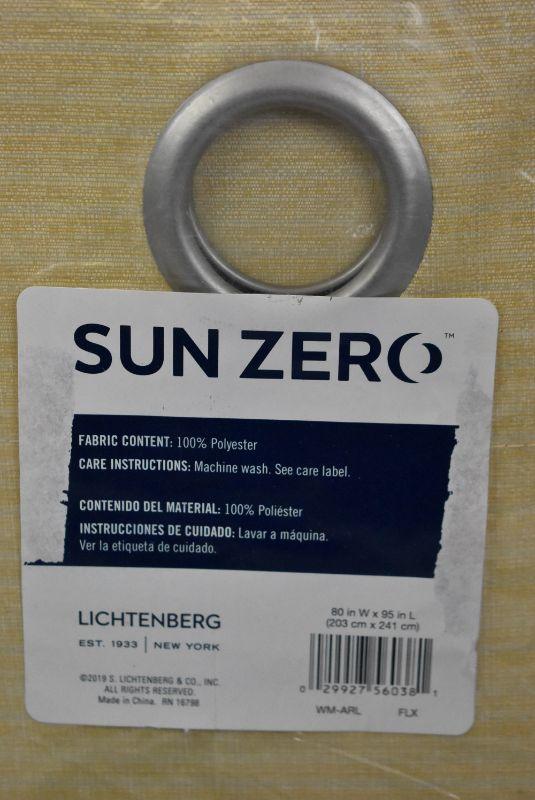 SUN ZERO™
FABRIC CONTENT: 100% Polyester
CARE INSTRUCTIONS: Machine wash. See care label.
CONTENIDO DEL MATERIAL: 100% Poliéster
INSTRUCCIONES DE CUIDADO: Lavar a máquina.
Ver la etiqueta de cuidado.
LICHTENBERG
EST. 1933 | NEW YORK
©2019 S. LICHTENBERG & CO., INC.
ALL RIGHTS RESERVED.
Made in China. RN 16798
80 in W x 95 in L
(203 cm x 241 cm)
0 29927 56038 1
WM-ARL FLX